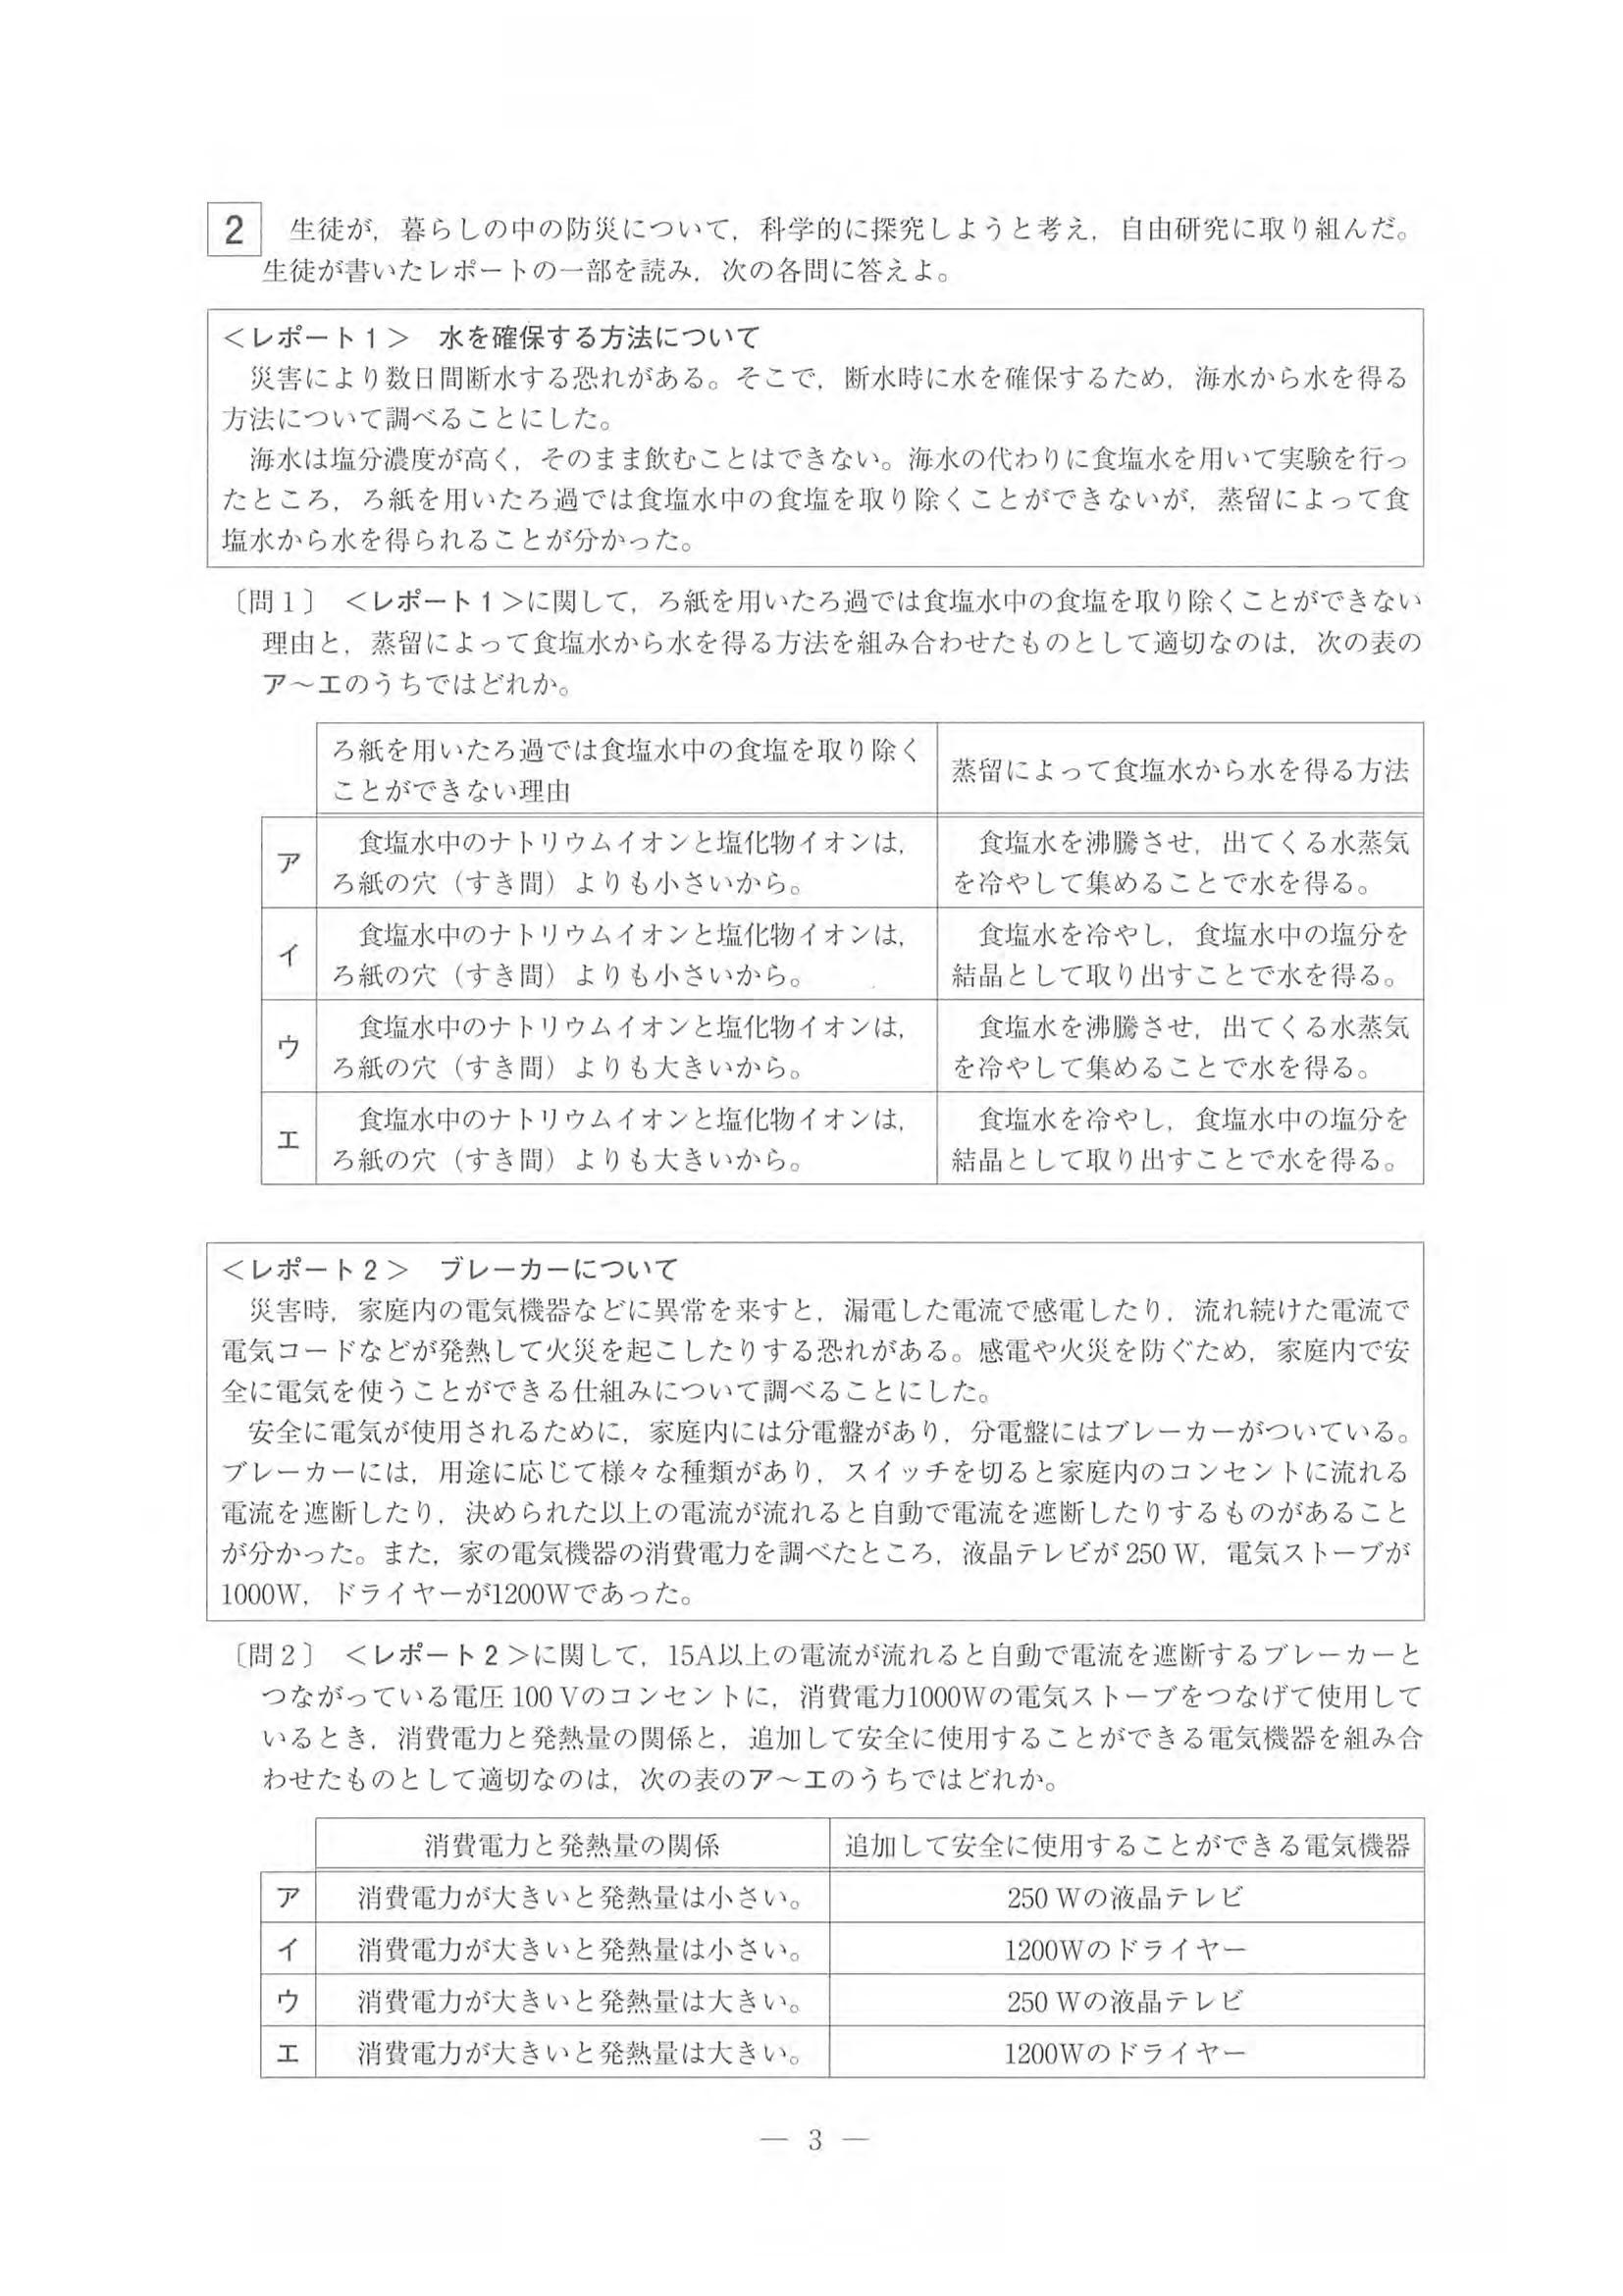 2 生徒が，暮らしの中の防災について，科学的に探究しようと考え，自由研究に取り組んだ。
生徒が書いたレポートの一部を読み，次の各問に答えよ。
＜レポート１＞　水を確保する方法について
災害により数日間断水する恐れがある。そこで，断水時に水を確保するため，海水から水を得る
方法について調べることにした。
海水は塩分濃度が高く，そのまま飲むことはできない。海水の代わりに食塩水を用いて実験を行っ
たところ，ろ紙を用いたろ過では食塩水中の食塩を取り除くことができないが，蒸留によって食
塩水から水を得られることが分かった。
〔問１〕　＜レポート１＞に関して，ろ紙を用いたろ過では食塩水中の食塩を取り除くことができない
理由と，蒸留によって食塩水から水を得る方法を組み合わせたものとして適切なのは，次の表の
ア～エのうちではどれか。
ろ紙を用いたろ過では食塩水中の食塩を取り除く
ことができない理由
蒸留によって食塩水から水を得る方法
ア
食塩水中のナトリウムイオンと塩化物イオンは，
ろ紙の穴（すき間）よりも小さいから。
食塩水を沸騰させ，出てくる水蒸気
を冷やして集めることで水を得る。
イ
食塩水中のナトリウムイオンと塩化物イオンは，
ろ紙の穴（すき間）よりも小さいから。
食塩水を冷やし，食塩水中の塩分を
結晶として取り出すことで水を得る。
ウ
食塩水中のナトリウムイオンと塩化物イオンは，
ろ紙の穴（すき間）よりも大きいから。
食塩水を沸騰させ，出てくる水蒸気
を冷やして集めることで水を得る。
エ
食塩水中のナトリウムイオンと塩化物イオンは，
ろ紙の穴（すき間）よりも大きいから。
食塩水を冷やし，食塩水中の塩分を
結晶として取り出すことで水を得る。
＜レポート２＞　ブレーカーについて
災害時，家庭内の電気機器などに異常を来すと，漏電した電流で感電したり，流れ続けた電流で
電気コードなどが発熱して火災を起こしたりする恐れがある。感電や火災を防ぐため，家庭内で安
全に電気を使うことができる仕組みについて調べることにした。
安全に電気が使用されるために，家庭内には分電盤があり，分電盤にはブレーカーがついている。
ブレーカーには，用途に応じて様々な種類があり，スイッチを切ると家庭内のコンセントに流れる
電流を遮断したり，決められた以上の電流が流れると自動で電流を遮断したりするものがあること
が分かった。また，家の電気機器の消費電力を調べたところ，液晶テレビが 250 W，電気ストーブが
1000W，ドライヤーが1200Wであった。
〔問２〕　＜レポート２＞に関して，15A以上の電流が流れると自動で電流を遮断するブレーカーと
つながっている電圧 100 Vのコンセントに，消費電力1000Wの電気ストーブをつなげて使用して
いるとき，消費電力と発熱量の関係と，追加して安全に使用することができる電気機器を組み合
わせたものとして適切なのは，次の表のア～エのうちではどれか。
消費電力と発熱量の関係　追加して安全に使用することができる電気機器
ア　消費電力が大きいと発熱量は小さい。　250 Wの液晶テレビ
イ　消費電力が大きいと発熱量は小さい。　1200Wのドライヤー
ウ　消費電力が大きいと発熱量は大きい。　250 Wの液晶テレビ
エ　消費電力が大きいと発熱量は大きい。　1200Wのドライヤー
— 3 —